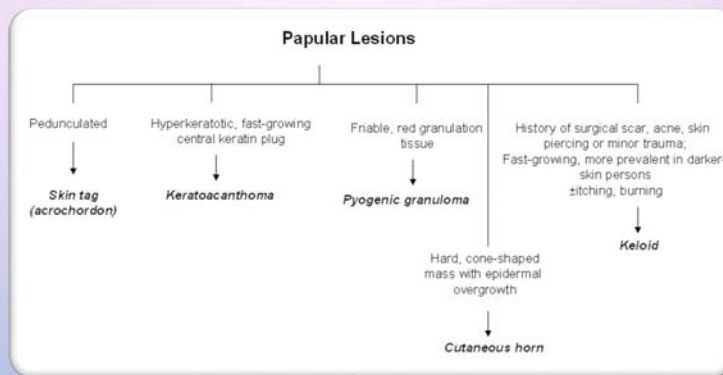 Papular Lesions
Pedunculated
Skin tag
(acrochordon)
Hyperkeratotic, fast-growing
central keratin plug
Keratoacanthoma
Friable, red granulation
tissue
Pyogenic granuloma
Hard, cone-shaped
mass with epidermal
overgrowth
Cutaneous horn
History of surgical scar, acne, skin
piercing or minor trauma;
Fast-growing, more prevalent in darker-
skin persons
±itching, burning
Keloid